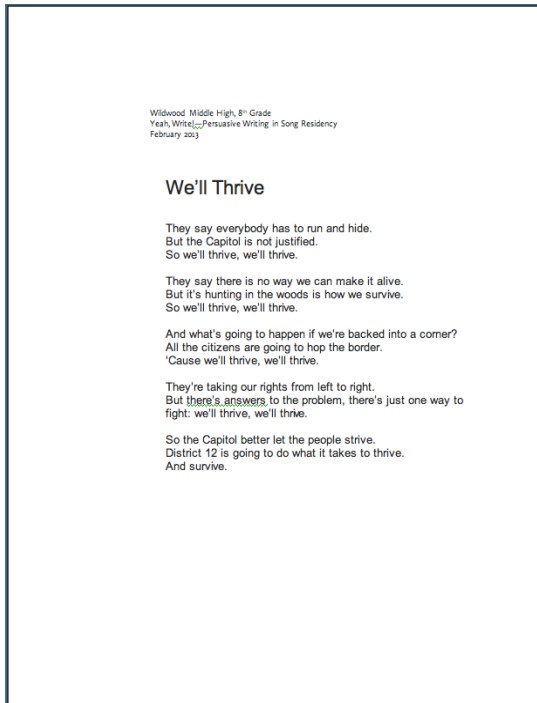 Wildwood Middle High, 8th Grade
Yeah, Write!—Persuasive Writing in Song Residency
February 2013
We'll Thrive
They say everybody has to run and hide.
But the Capitol is not justified.
So we'll thrive, we'll thrive.
They say there is no way we can make it alive.
But it's hunting in the woods is how we survive.
So we'll thrive, we'll thrive.
And what's going to happen if we're backed into a corner?
All the citizens are going to hop the border.
'Cause we'll thrive, we'll thrive.
They're taking our rights from left to right.
But there's answers to the problem, there's just one way to
fight: we'll thrive, we'll thrive.
So the Capitol better let the people strive.
District 12 is going to do what it takes to thrive.
And survive.